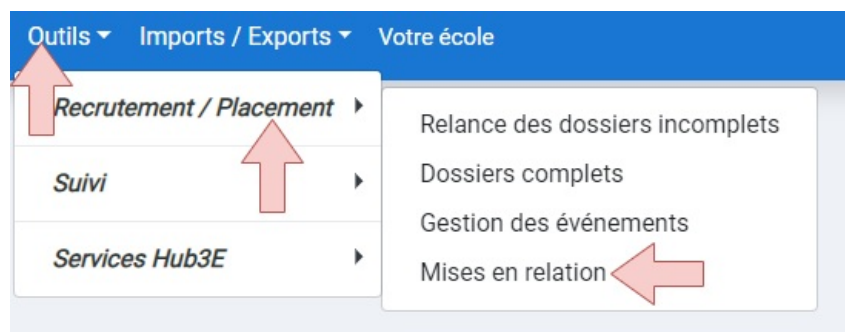 Outils Imports / Exports Votre école
Recrutement / Placement
Suivi
Services Hub3E
Relance des dossiers incomplets
Dossiers complets
Gestion des événements
Mises en relation